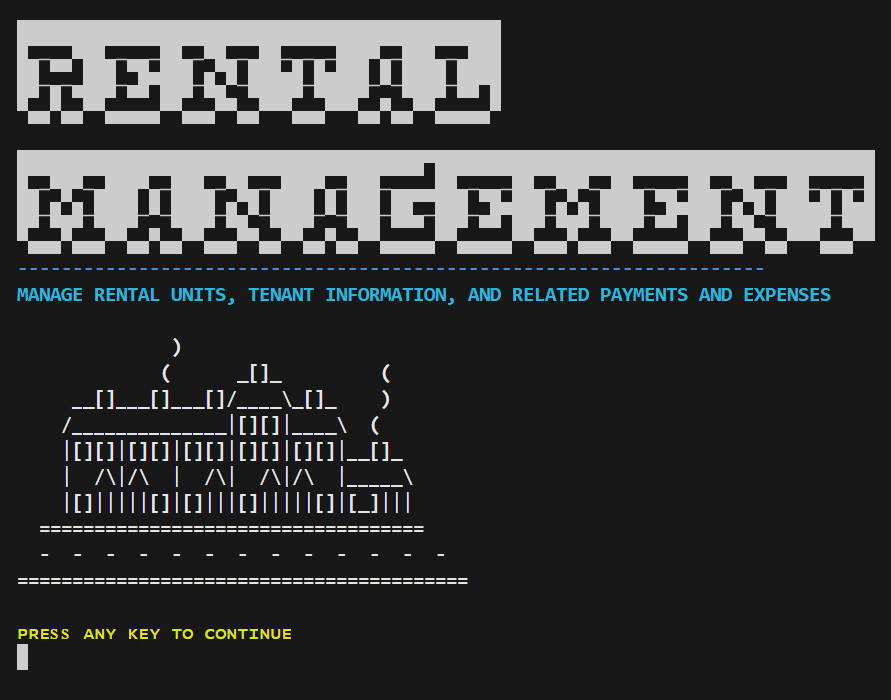 RENTAL
MANAGEMENT
--------------------------------------------------------------------
MANAGE RENTAL UNITS, TENANT INFORMATION, AND RELATED PAYMENTS AND EXPENSES
PRESS ANY KEY TO CONTINUE